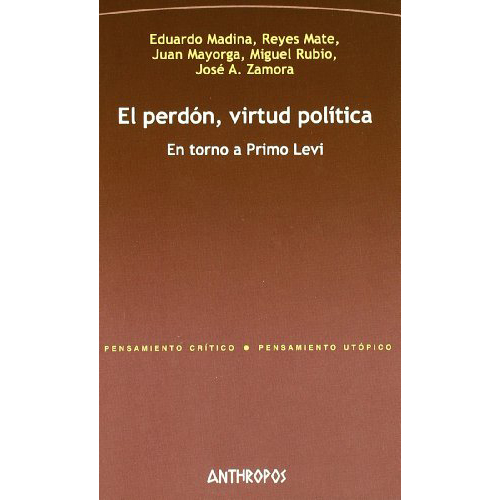 Eduardo Madina, Reyes Mate,
Juan Mayorga, Miguel Rubio,
José A. Zamora
El perdón, virtud política
En torno a Primo Levi
PENSAMIENTO CRÍTICO ● PENSAMIENTO UTÓPICO
ANTHROPOS